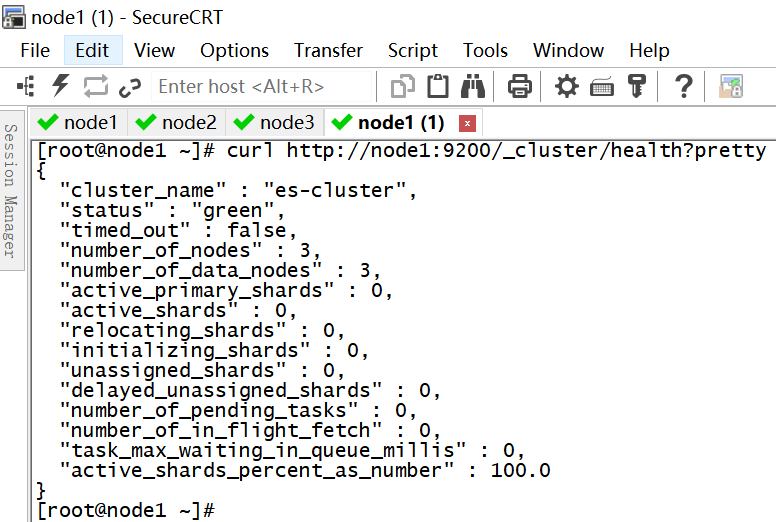 node1 (1) - SecureCRT
File Edit View Options Transfer Script Tools Window Help
Enter host <Alt+R>
node1 node2 node3 node1 (1)
Session Manager
[root@node1 ~]# curl http://node1:9200/_cluster/health?pretty
{
  "cluster_name" : "es-cluster",
  "status" : "green",
  "timed_out" : false,
  "number_of_nodes" : 3,
  "number_of_data_nodes" : 3,
  "active_primary_shards" : 0,
  "active_shards" : 0,
  "relocating_shards" : 0,
  "initializing_shards" : 0,
  "unassigned_shards" : 0,
  "delayed_unassigned_shards" : 0,
  "number_of_pending_tasks" : 0,
  "number_of_in_flight_fetch" : 0,
  "task_max_waiting_in_queue_millis" : 0,
  "active_shards_percent_as_number" : 100.0
}
[root@node1 ~]#